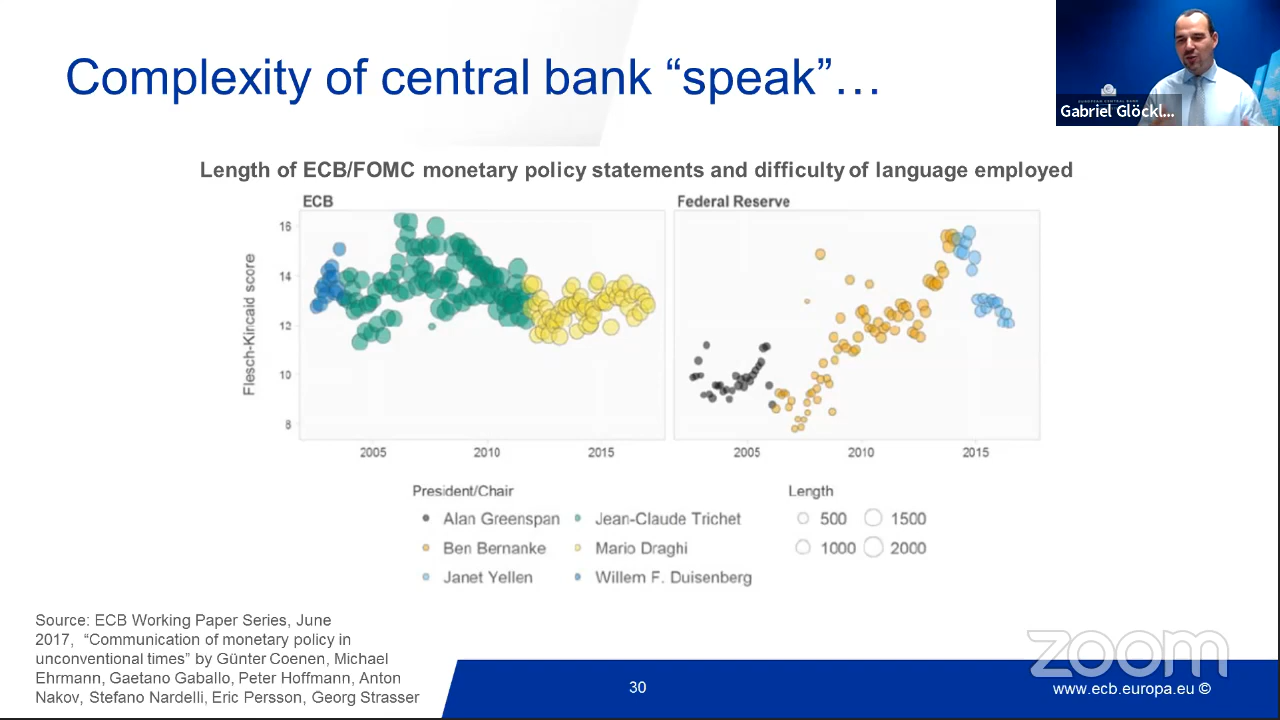 Complexity of central bank “speak”…
Gabriel Glöckl...
Length of ECB/FOMC monetary policy statements and difficulty of language employed
ECB
Federal Reserve
Flesch-Kincaid score
16
14
12
10
8
2005 2010 2015
2005 2010 2015
President/Chair
Alan Greenspan Jean-Claude Trichet
Ben Bernanke Mario Draghi
Janet Yellen Willem F. Duisenberg
Length
500 1500
1000 2000
Source: ECB Working Paper Series, June
2017, “Communication of monetary policy in
unconventional times” by Günter Coenen, Michael
Ehrmann, Gaetano Gaballo, Peter Hoffmann, Anton
Nakov, Stefano Nardelli, Eric Persson, Georg Strasser
30
zoom
www.ecb.europa.eu ©